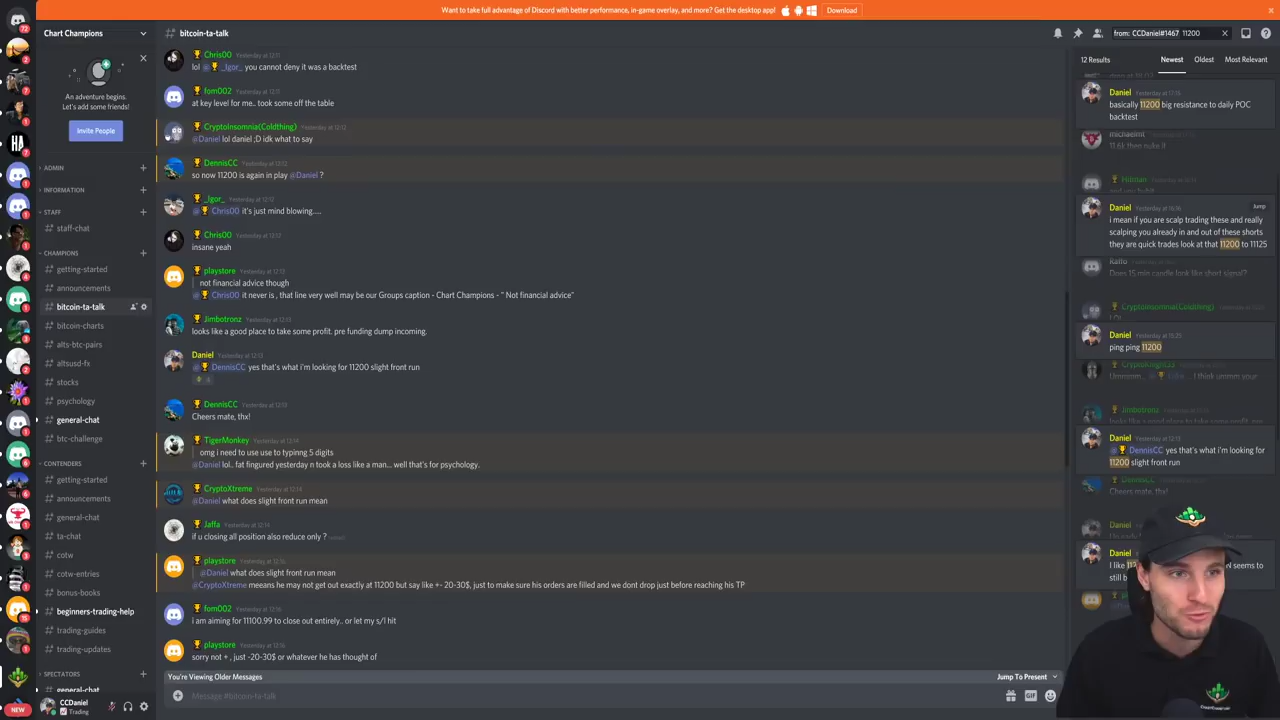 Want to take full advantage of Discord with better performance, in-game overlay, and more? Get the desktop app!
Download
Chart Champions
bitcoin-ta-talk
from: CCDaniel#1467 11200
An adventure begins.
Let's add some friends!
Invite People
ADMIN
INFORMATION
STAFF
staff-chat
CHAMPIONS
getting-started
announcements
bitcoin-ta-talk
bitcoin-charts
alts-btc-pairs
altsusd-fx
stocks
psychology
general-chat
btc-challenge
CONTENDERS
getting-started
announcements
general-chat
ta-chat
cotw
cotw-entries
bonus-books
beginners-trading-help
trading-guides
trading-updates
SPECTATORS
general-chat
CCDaniel
Trading
NEW
Chris00 Yesterday at 12:11
lol @ _Igor_ you cannot deny it was a backtest
fom002 Yesterday at 12:12
at key level for me.. took some off the table
CryptoInsomnia(Coldthing) Yesterday at 12:12
@Daniel lol daniel ;D idk what to say
DennisCC Yesterday at 12:12
so now 11200 is again in play @Daniel ?
_Igor_ Yesterday at 12:12
@ Chris00 it's just mind blowing....
Chris00 Yesterday at 12:12
insane yeah
playstore Yesterday at 12:13
not financial advice though
@ Chris00 it never is , that line very well may be our Groups caption - Chart Champions - " Not financial advice"
Jimbotronz Yesterday at 12:13
looks like a good place to take some profit. pre funding dump incoming.
Daniel Yesterday at 12:13
@ DennisCC yes that's what i'm looking for 11200 slight front run
DennisCC Yesterday at 12:13
Cheers mate, thx!
TigerMonkey Yesterday at 12:14
omg i need to use use to typinng 5 digits
@Daniel lol.. fat fingured yesterday n took a loss like a man... well that's for psychology.
CryptoXtreme Yesterday at 12:14
@Daniel what does slight front run mean
Jaffa Yesterday at 12:14
if u closing all position also reduce only ?
playstore Yesterday at 12:15
@Daniel what does slight front run mean
@CryptoXtreme means he may not get out exactly at 11200 but say like +- 20-30$, just to make sure his orders are filled and we dont drop just before reaching his TP
fom002 Yesterday at 12:16
i am aiming for 11100.99 to close out entirely.. or let my s/l hit
playstore Yesterday at 12:16
sorry not + , just -20-30$ or whatever he has thought of
You're Viewing Older Messages
Jump To Present
Message #bitcoin-ta-talk
GIF
12 Results
Newest
Oldest
Most Relevant
Daniel Yesterday at 17:15
basically 11200 big resistance to daily POC
backtest
michaelmt
11.6k then nuke it
Hitman
Daniel Yesterday at 16:16
Jump
i mean if you are scalp trading these and really
scalping you already in and out of these shorts
they are quick trades look at that 11200 to 11125
Raffo
Does 15 min candle look like short signal?
CryptoInsomnia(Coldthing)
LOL
Daniel Yesterday at 15:25
ping ping 11200
I think ummm your
Jimbotronz
Daniel Yesterday at 12:13
@ DennisCC yes that's what i'm looking for
11200 slight front run
DennisCC
Cheers mate, thx!
Daniel
Daniel
I like
seems to
still b